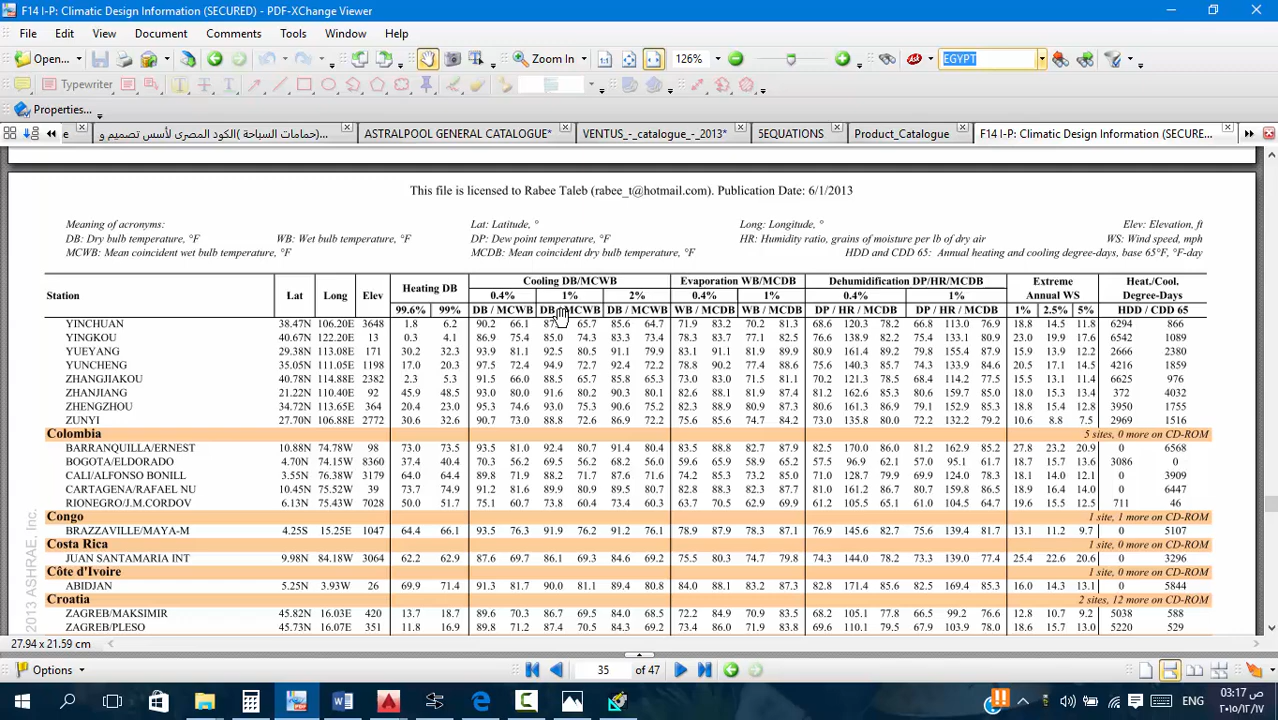 F14 I-P: Climatic Design Information (SECURED) - PDF-XChange Viewer
File Edit View Document Comments Tools Window Help
Open... Zoom In 126% EGYPT
Typewriter
Properties...
e حمامات السباحة) الكود المصرى لأسس تصميم و)... ASTRALPOOL GENERAL CATALOGUE* VENTUS_-_catalogue_-_2013* 5EQUATIONS Product_Catalogue F14 I-P: Climatic Design Information (SECURE...
This file is licensed to Rabee Taleb (rabee_t@hotmail.com). Publication Date: 6/1/2013
Meaning of acronyms: Lat: Latitude, ° Long: Longitude, ° Elev: Elevation, ft
DB: Dry bulb temperature, °F WB: Wet bulb temperature, °F DP: Dew point temperature, °F HR: Humidity ratio, grains of moisture per lb of dry air WS: Wind speed, mph
MCWB: Mean coincident wet bulb temperature, °F MCDB: Mean coincident dry bulb temperature, °F HDD and CDD 65: Annual heating and cooling degree-days, base 65°F, °F-day
Station Lat Long Elev Heating DB Cooling DB/MCWB Evaporation WB/MCDB Dehumidification DP/HR/MCDB Extreme Annual WS Heat./Cool. Degree-Days
0.4% 1% 2% 0.4% 1% 0.4% 1%
99.6% 99% DB / MCWB DB / MCWB DB / MCWB WB / MCDB WB / MCDB DP / HR / MCDB DP / HR / MCDB 1% 2.5% 5% HDD / CDD 65
YINCHUAN 38.47N 106.20E 3648 1.8 6.2 90.2 66.1 65.7 85.6 64.7 71.9 83.2 70.2 81.3 68.6 120.3 78.2 66.8 113.0 76.9 18.8 14.5 11.8 6294 866
YINGKOU 40.67N 122.20E 13 0.3 4.1 86.9 75.4 85.0 74.3 83.3 73.4 78.3 83.7 77.1 82.5 76.6 138.9 82.2 75.4 133.1 80.9 23.0 19.9 17.6 6542 1089
YUEYANG 29.38N 113.08E 171 30.2 32.3 93.9 81.1 92.5 80.5 91.1 79.9 83.1 91.1 81.9 89.9 80.9 161.4 89.2 79.8 155.4 87.9 15.9 13.9 12.2 2666 2380
YUNCHENG 35.05N 111.05E 1198 17.0 20.3 97.5 72.4 94.9 72.7 92.4 72.1 78.8 90.2 77.4 88.6 75.6 140.3 85.7 74.3 133.9 84.6 20.5 17.1 14.5 4216 1859
ZHANGJIAKOU 40.78N 114.88E 2382 2.3 5.3 91.5 66.0 88.5 65.7 85.8 65.3 73.0 83.0 71.5 81.1 70.2 121.3 78.5 68.4 114.2 77.5 15.5 13.1 11.4 6625 976
ZHANJIANG 21.22N 110.40E 92 45.9 48.5 93.0 80.0 91.6 80.2 90.3 80.1 82.6 88.1 81.9 87.4 81.2 162.6 85.3 80.6 159.7 85.0 18.0 15.3 13.4 372 4032
ZHENGZHOU 34.72N 113.65E 364 20.4 23.0 95.3 74.6 93.0 75.3 90.6 75.2 82.3 88.9 80.9 87.3 80.6 161.3 86.9 79.1 152.9 85.3 18.8 15.4 12.8 3950 1755
ZUNYI 27.70N 106.88E 2772 30.6 32.6 90.7 73.0 88.8 72.6 86.9 72.2 75.6 85.6 74.7 84.2 73.0 135.8 80.0 72.2 132.2 79.2 10.6 8.8 7.5 2969 1516
Colombia 5 sites, 0 more on CD-ROM
BARRANQUILLA/ERNEST 10.88N 74.78W 98 73.0 73.5 93.5 81.0 92.4 80.7 91.4 80.4 83.5 88.8 82.7 87.9 82.5 170.0 86.0 81.2 162.9 85.2 27.8 23.2 20.9 0 6568
BOGOTA/ELDORADO 4.70N 74.15W 8360 37.4 40.4 70.3 56.2 69.5 56.2 68.2 56.1 59.6 65.9 58.9 65.2 57.5 96.9 62.1 57.0 95.1 61.7 18.7 15.7 13.6 3086 0
CALI/ALFONSO BONILL 3.55N 76.38W 3179 64.0 64.4 89.8 71.9 88.2 71.7 87.6 71.6 74.2 85.3 73.2 85.0 71.0 128.7 79.9 69.9 124.0 78.3 18.1 14.0 12.1 0 3909
CARTAGENA/RAFAEL NU 10.45N 75.52W 39 73.7 74.9 91.2 81.6 89.9 80.9 89.5 80.7 82.8 88.3 82.3 87.7 81.0 161.2 86.7 80.7 159.8 86.5 18.9 16.4 14.0 0 6447
RIONEGRO/J.M.CORDOV 6.13N 75.43W 7028 50.0 51.7 75.1 60.5 73.8 60.4 73.4 60.3 63.7 70.5 62.9 69.9 61.2 105.5 65.1 61.0 104.5 64.7 19.6 15.5 12.5 711 46
Congo 1 site, 1 more on CD-ROM
BRAZZAVILLE/MAYA-M 4.25S 15.25E 1047 64.4 66.1 93.5 76.3 91.9 76.2 91.2 76.1 78.9 87.9 78.3 87.1 76.9 145.6 82.7 75.6 139.4 81.7 13.1 11.2 9.7 0 5107
Costa Rica 1 site, 0 more on CD-ROM
JUAN SANTAMARIA INT 9.98N 84.18W 3064 62.2 62.9 87.6 69.7 86.1 69.3 84.6 69.2 75.5 80.3 74.7 79.8 74.3 144.0 78.2 73.3 139.0 77.4 25.4 22.6 20.6 0 3296
Côte d'Ivoire 1 site, 0 more on CD-ROM
ABIDJAN 5.25N 3.93W 26 69.9 71.4 91.3 81.7 90.0 81.1 89.4 80.8 84.0 88.1 83.2 87.3 82.8 171.4 85.6 82.5 169.4 85.3 16.0 14.3 13.1 0 5844
Croatia 2 sites, 12 more on CD-ROM
ZAGREB/MAKSIMIR 45.82N 16.03E 420 13.7 18.7 89.6 70.3 86.7 69.5 84.0 68.5 72.2 84.9 70.9 83.5 68.2 105.1 77.8 66.5 99.2 76.6 12.8 10.7 9.2 5038 588
ZAGREB/PLESO 45.73N 16.07E 351 11.8 16.9 89.8 71.2 87.4 70.5 84.3 69.2 73.4 86.0 71.9 83.8 69.6 110.1 79.5 67.9 103.9 78.0 18.6 15.7 13.0 5220 529
2013 ASHRAE, Inc.
27.94 x 21.59 cm
Options 35 of 47
ENG 03:17 ص
٢٠١٥/١٢/١٧